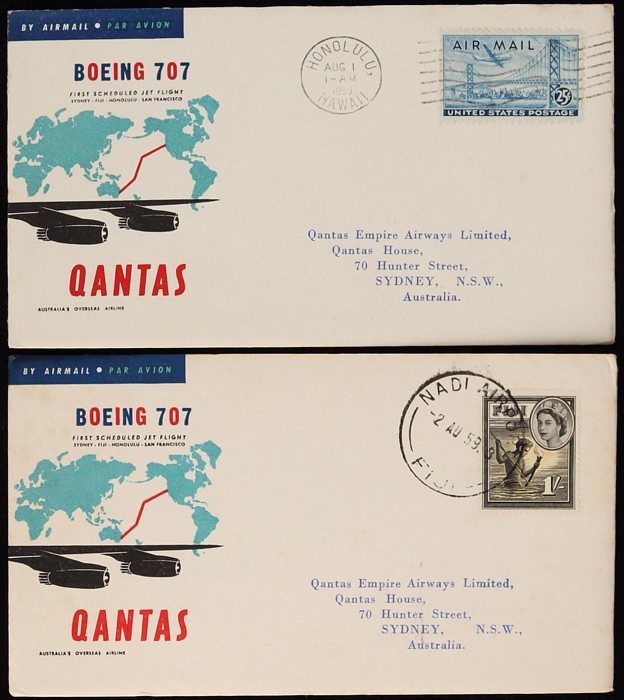 BY AIRMAIL • PAR AVION
BOEING 707
FIRST SCHEDULED JET FLIGHT
SYDNEY - FIJI - HONOLULU - SAN FRANCISCO
QANTAS
AUSTRALIA'S OVERSEAS AIRLINE
HONOLULU,
AUG 1
1-AM
1959
HAWAII
AIR MAIL
25¢
UNITED STATES POSTAGE
Qantas Empire Airways Limited,
Qantas House,
70 Hunter Street,
SYDNEY, N.S.W.,
Australia.
BY AIRMAIL • PAR AVION
BOEING 707
FIRST SCHEDULED JET FLIGHT
SYDNEY - FIJI - HONOLULU - SAN FRANCISCO
QANTAS
AUSTRALIA'S OVERSEAS AIRLINE
NADI
-2 AU 59
FIJI
FIJI
1/-
Qantas Empire Airways Limited,
Qantas House,
70 Hunter Street,
SYDNEY, N.S.W.,
Australia.